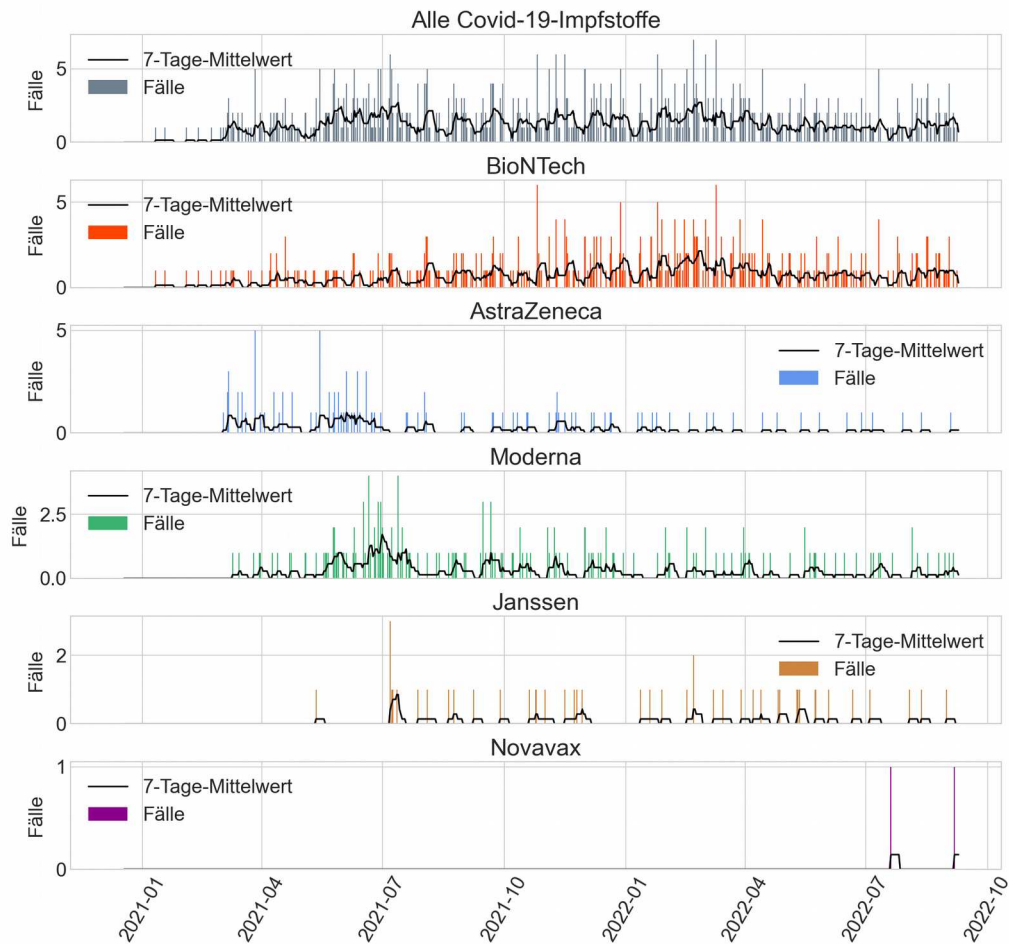 Alle Covid-19-Impfstoffe
Fälle
5
0
7-Tage-Mittelwert
Fälle
BioNTech
Fälle
5
0
7-Tage-Mittelwert
Fälle
AstraZeneca
Fälle
5
0
7-Tage-Mittelwert
Fälle
Moderna
Fälle
2.5
0.0
7-Tage-Mittelwert
Fälle
Janssen
Fälle
2
0
7-Tage-Mittelwert
Fälle
Novavax
Fälle
1
0
7-Tage-Mittelwert
Fälle
2021-01
2021-04
2021-07
2021-10
2022-01
2022-04
2022-07
2022-10